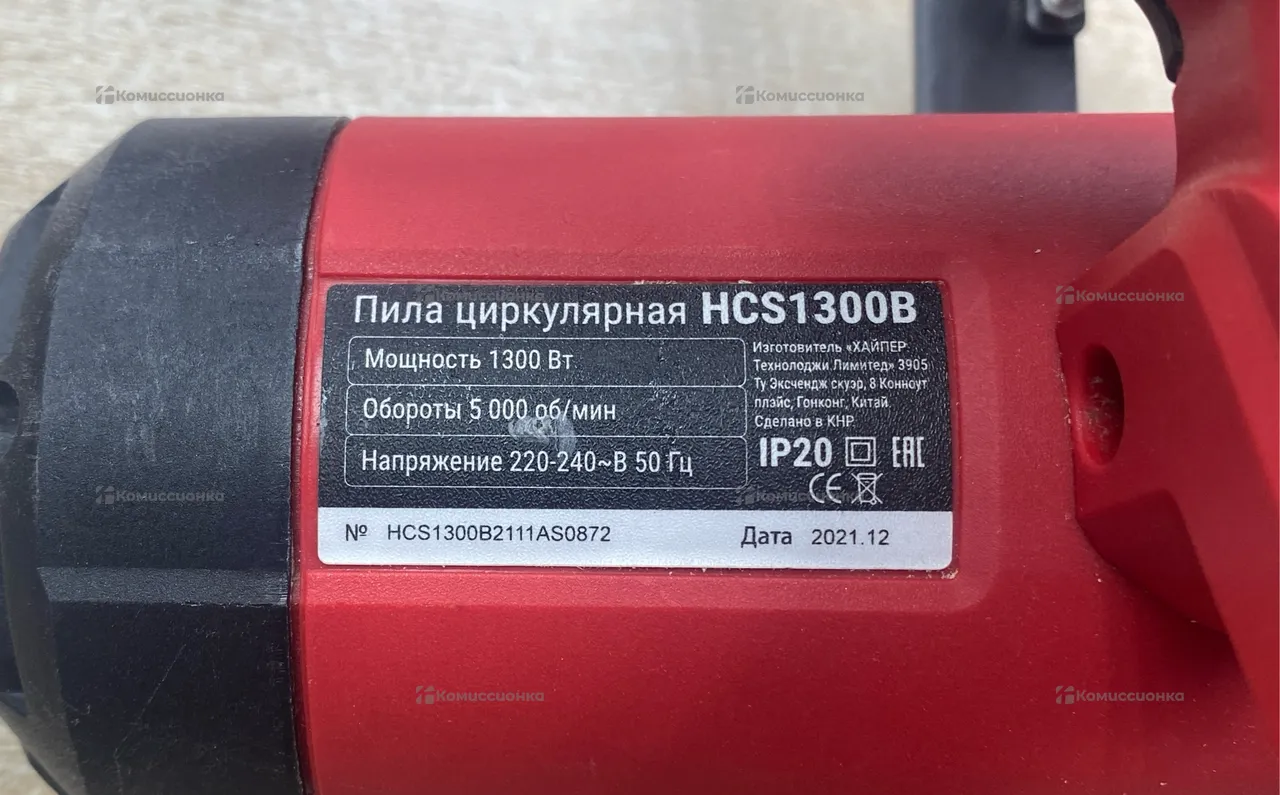 Комиссионка
Комиссионка
Пила циркулярная HCS1300B
Мощность 1300 Вт
Обороты 5 000 об/мин
Напряжение 220-240~В 50 Гц
Изготовитель «ХАЙПЕР
Технолоджи Лимитед» 3905
Ту Эксчендж скуэр, 8 Конноут
плэйс, Гонконг, Китай.
Сделано в КНР.
IP20 EAC
CE
Комиссионка
Комиссионка
Комиссионка
№ HCS1300B2111AS0872 Дата 2021.12
Комиссионка
Комиссионка